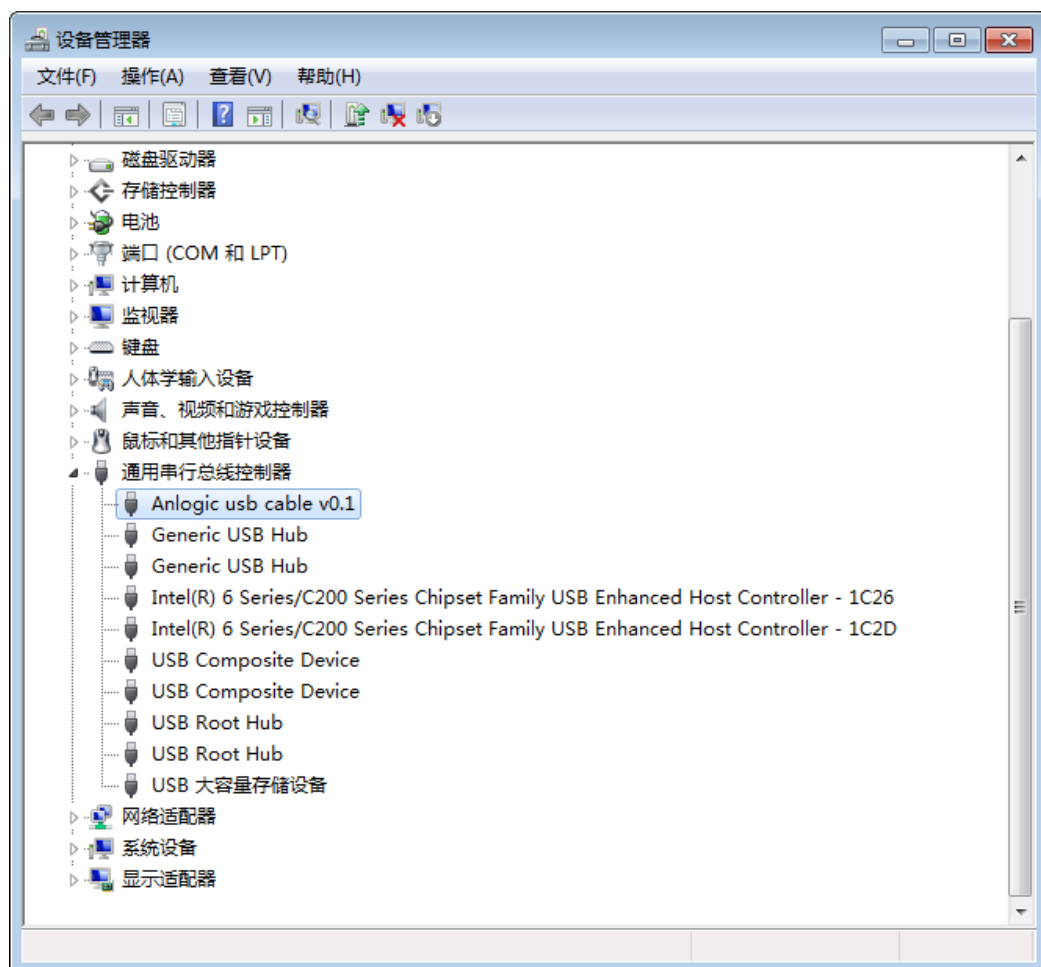 设备管理器
文件(F) 操作(A) 查看(V) 帮助(H)
磁盘驱动器
存储控制器
电池
端口 (COM 和 LPT)
计算机
监视器
键盘
人体学输入设备
声音、视频和游戏控制器
鼠标和其他指针设备
通用串行总线控制器
Anlogic usb cable v0.1
Generic USB Hub
Generic USB Hub
Intel(R) 6 Series/C200 Series Chipset Family USB Enhanced Host Controller - 1C26
Intel(R) 6 Series/C200 Series Chipset Family USB Enhanced Host Controller - 1C2D
USB Composite Device
USB Composite Device
USB Root Hub
USB Root Hub
USB 大容量存储设备
网络适配器
系统设备
显示适配器